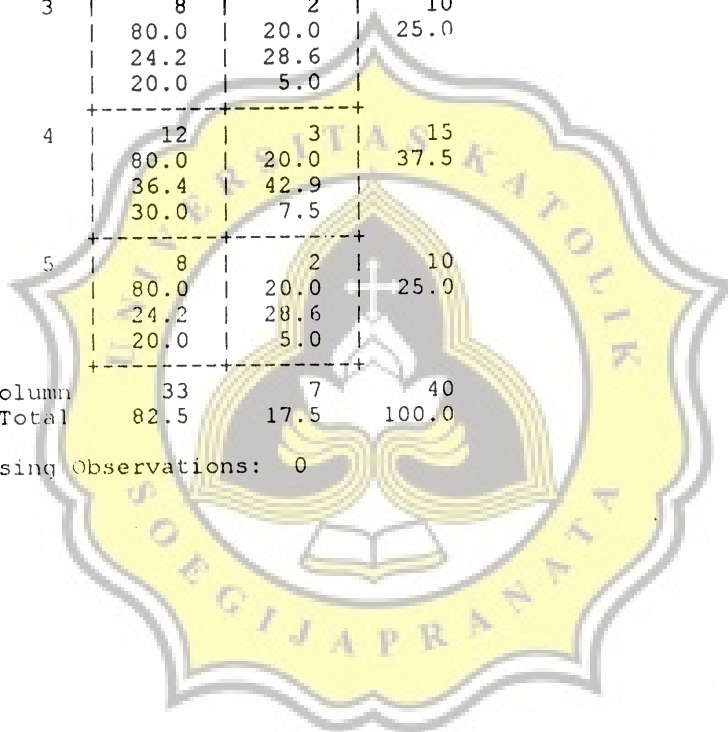 3 | 8 | 2 | 10
| 80.0 | 20.0 | 25.0
| 24.2 | 28.6 |
| 20.0 | 5.0 |
+--------+--------+
4 | 12 | 3 | 15
| 80.0 | 20.0 | 37.5
| 36.4 | 42.9 |
| 30.0 | 7.5 |
+--------+--------+
5 | 8 | 2 | 10
| 80.0 | 20.0 | 25.0
| 24.2 | 28.6 |
| 20.0 | 5.0 |
+--------+--------+
olumn 33 7 40
Total 82.5 17.5 100.0
sing Observations: 0
UNIVERSITAS KATOLIK
SOEGIJAPRANATA